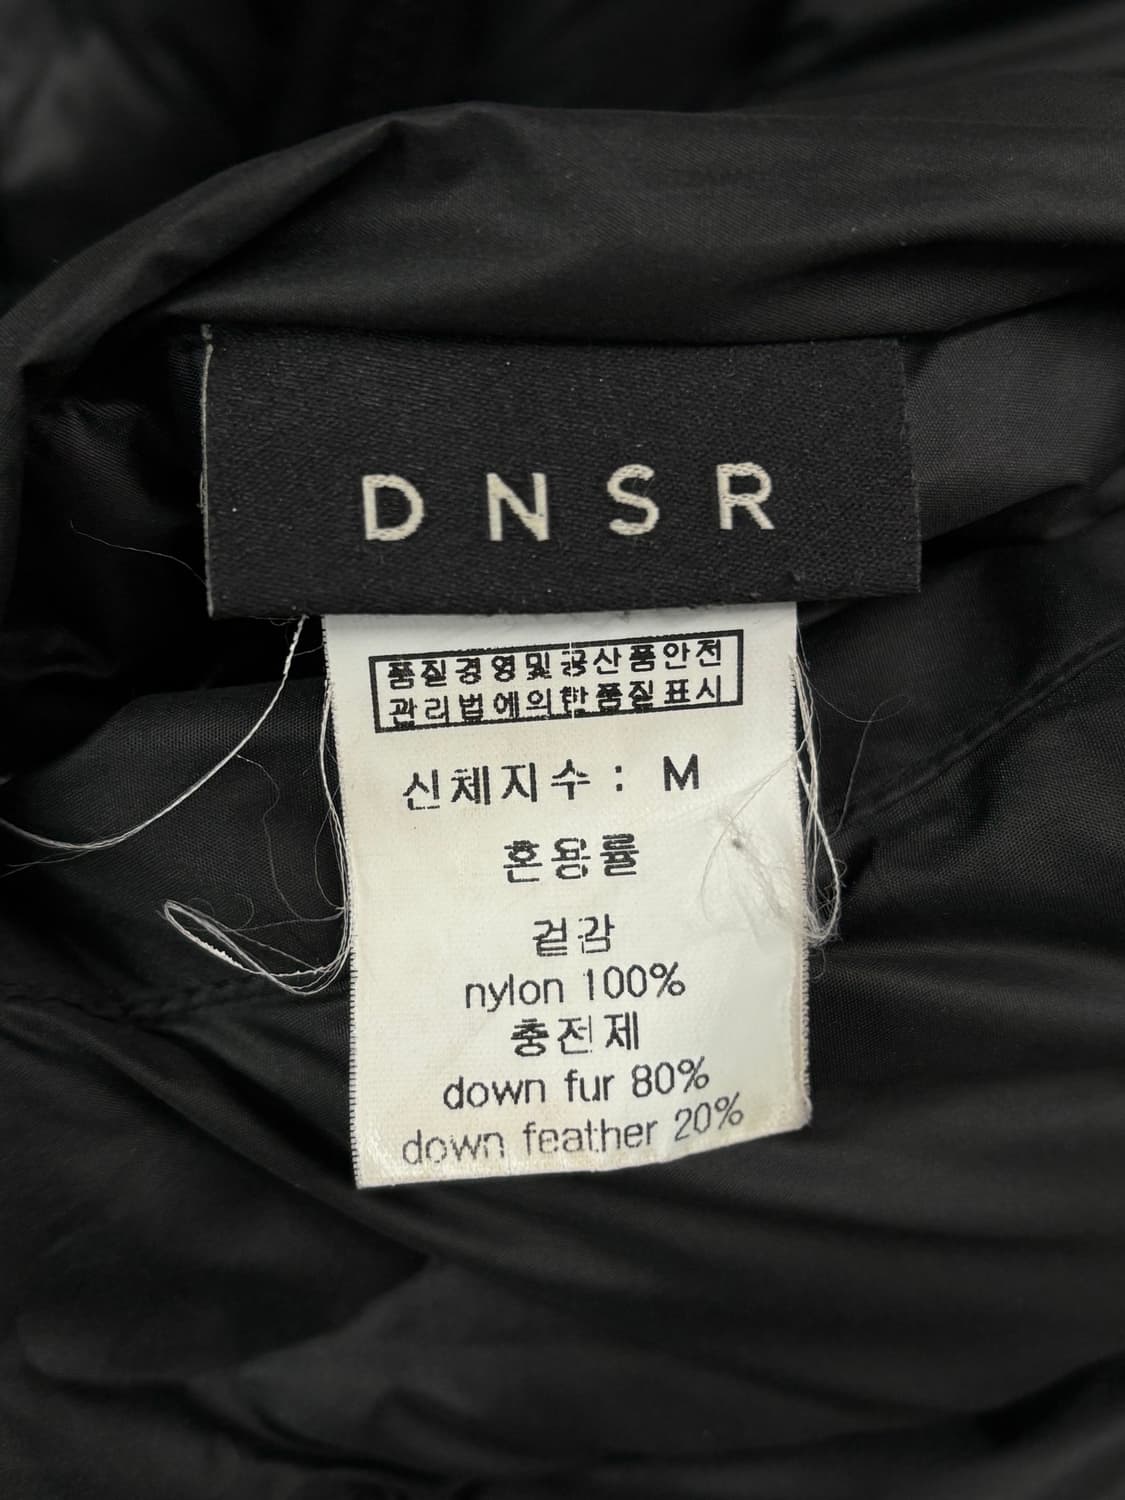 DNSR
품질경영및공산품안전
관리법에의한품질표시
신체지수 : M
혼용률
겉감
nylon 100%
충전제
down fur 80%
down feather 20%